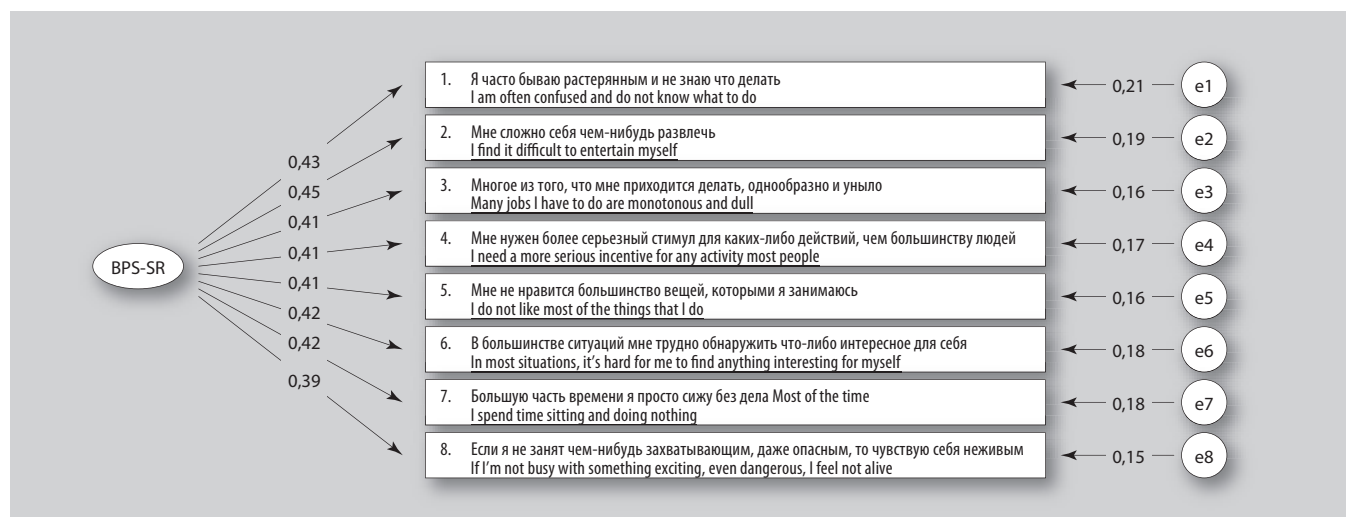 1. Я часто бываю растерянным и не знаю что делать
I am often confused and do not know what to do
0,21
e1
2. Мне сложно себя чем-нибудь развлечь
I find it difficult to entertain myself
0,19
e2
0,43
0,45
3. Многое из того, что мне приходится делать, однообразно и уныло
Many jobs I have to do are monotonous and dull
0,16
e3
0,41
4. Мне нужен более серьезный стимул для каких-либо действий, чем большинству людей
I need a more serious incentive for any activity most people
0,17
e4
0,41
BPS-SR
0,41
5. Мне не нравится большинство вещей, которыми я занимаюсь
I do not like most of the things that I do
0,16
e5
0,42
0,42
6. В большинстве ситуаций мне трудно обнаружить что-либо интересное для себя
In most situations, it's hard for me to find anything interesting for myself
0,18
e6
0,39
7. Большую часть времени я просто сижу без дела Most of the time
I spend time sitting and doing nothing
0,18
e7
8. Если я не занят чем-нибудь захватывающим, даже опасным, то чувствую себя неживым
If I'm not busy with something exciting, even dangerous, I feel not alive
0,15
e8